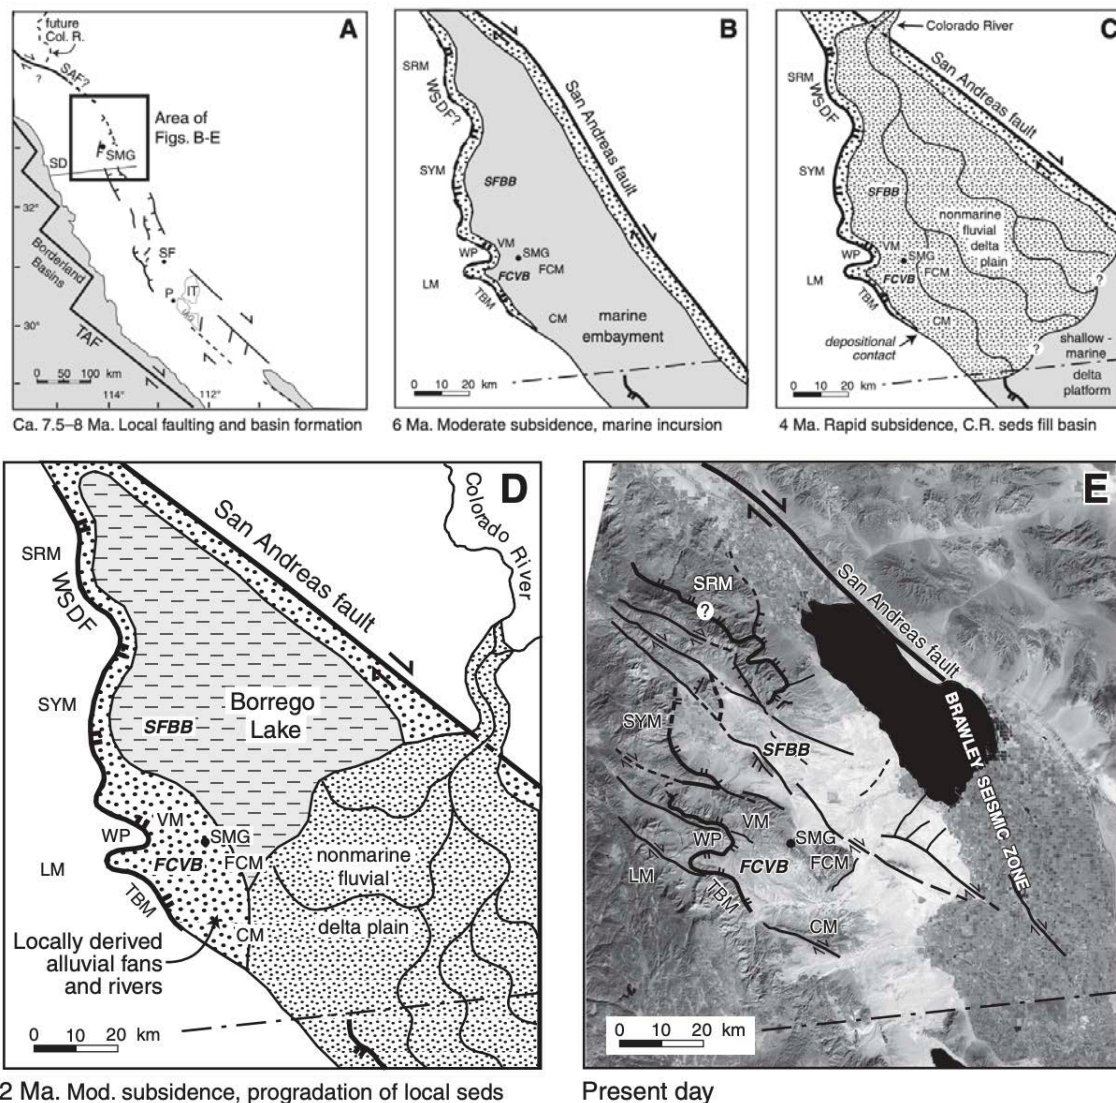 A
future
Col. R.
?
SAF?
Area of
Figs. B-E
SMG
SD
32°
Borderland
Basins
SF
IT
P
30°
TAF
0 50 100 km
114°
112°
Ca. 7.5–8 Ma. Local faulting and basin formation
B
SRM
WSDF?
San Andreas fault
SYM
SFBB
VM
WP
SMG
FCM
FCVB
LM
TBM
CM
marine
embayment
0 10 20 km
6 Ma. Moderate subsidence, marine incursion
C
Colorado River
SRM
WSDF
San Andreas fault
SYM
SFBB
nonmarine
fluvial
delta
plain
VM
WP
SMG
FCM
FCVB
LM
TBM
CM
?
?
depositional
contact
shallow-
marine
delta
platform
0 10 20 km
4 Ma. Rapid subsidence, C.R. seds fill basin
D
Colorado River
San Andreas fault
SRM
WSDF
SYM
Borrego
Lake
SFBB
VM
WP
SMG
FCM
FCVB
LM
TBM
CM
nonmarine
fluvial
delta plain
Locally derived
alluvial fans
and rivers
0 10 20 km
2 Ma. Mod. subsidence, progradation of local seds
E
SRM
?
San Andreas fault
BRAWLEY SEISMIC ZONE
SYM
SFBB
VM
WP
SMG
FCM
FCVB
LM
TBM
CM
0 10 20 km
Present day